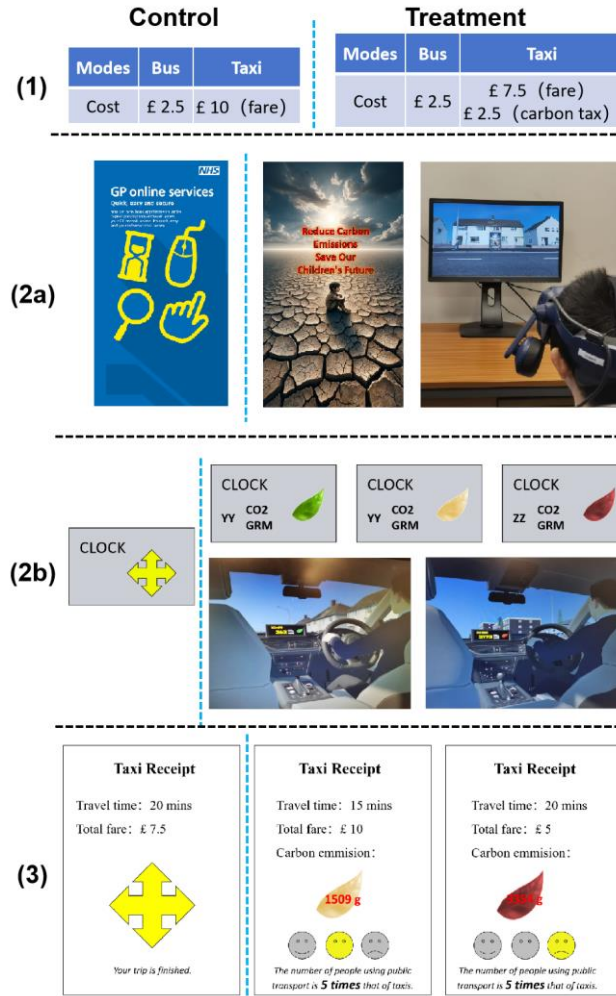 Control
Treatment
(1)
Modes Bus Taxi
Cost £ 2.5 £ 10 (fare)
Modes Bus Taxi
Cost £ 2.5 £ 7.5 (fare)
£ 2.5 (carbon tax)
(2a)
NHS
GP online services
Quick, easy and secure
Reduce Carbon
Emissions
Save Our
Children's Future
(2b)
CLOCK
CLOCK
YY CO2
GRM
CLOCK
YY CO2
GRM
CLOCK
ZZ CO2
GRM
(3)
Taxi Receipt
Travel time: 20 mins
Total fare: £ 7.5
Your trip is finished.
Taxi Receipt
Travel time: 15 mins
Total fare: £ 10
Carbon emmision:
1509 g
The number of people using public
transport is 5 times that of taxis.
Taxi Receipt
Travel time: 20 mins
Total fare: £ 5
Carbon emmision:
The number of people using public
transport is 5 times that of taxis.